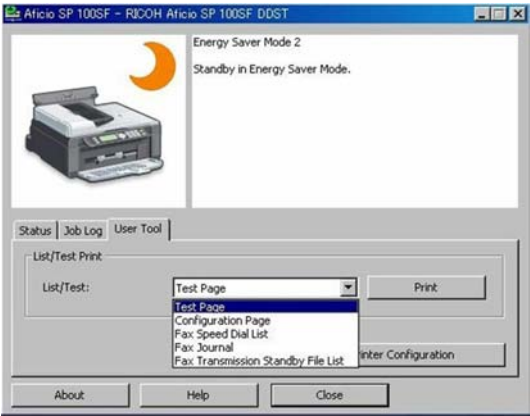 Aticio SP 100SF - RICOH Aficio SP 100SF DDST
Energy Saver Mode 2
Standby in Energy Saver Mode.
Status
Job Log
User Tool
List/Test Print
List/Test:
Test Page
Print
Test Page
Configuration Page
Fax Speed Dial List
Fax Journal
Fax Transmission Standby File List
inter Configuration
About
Help
Close